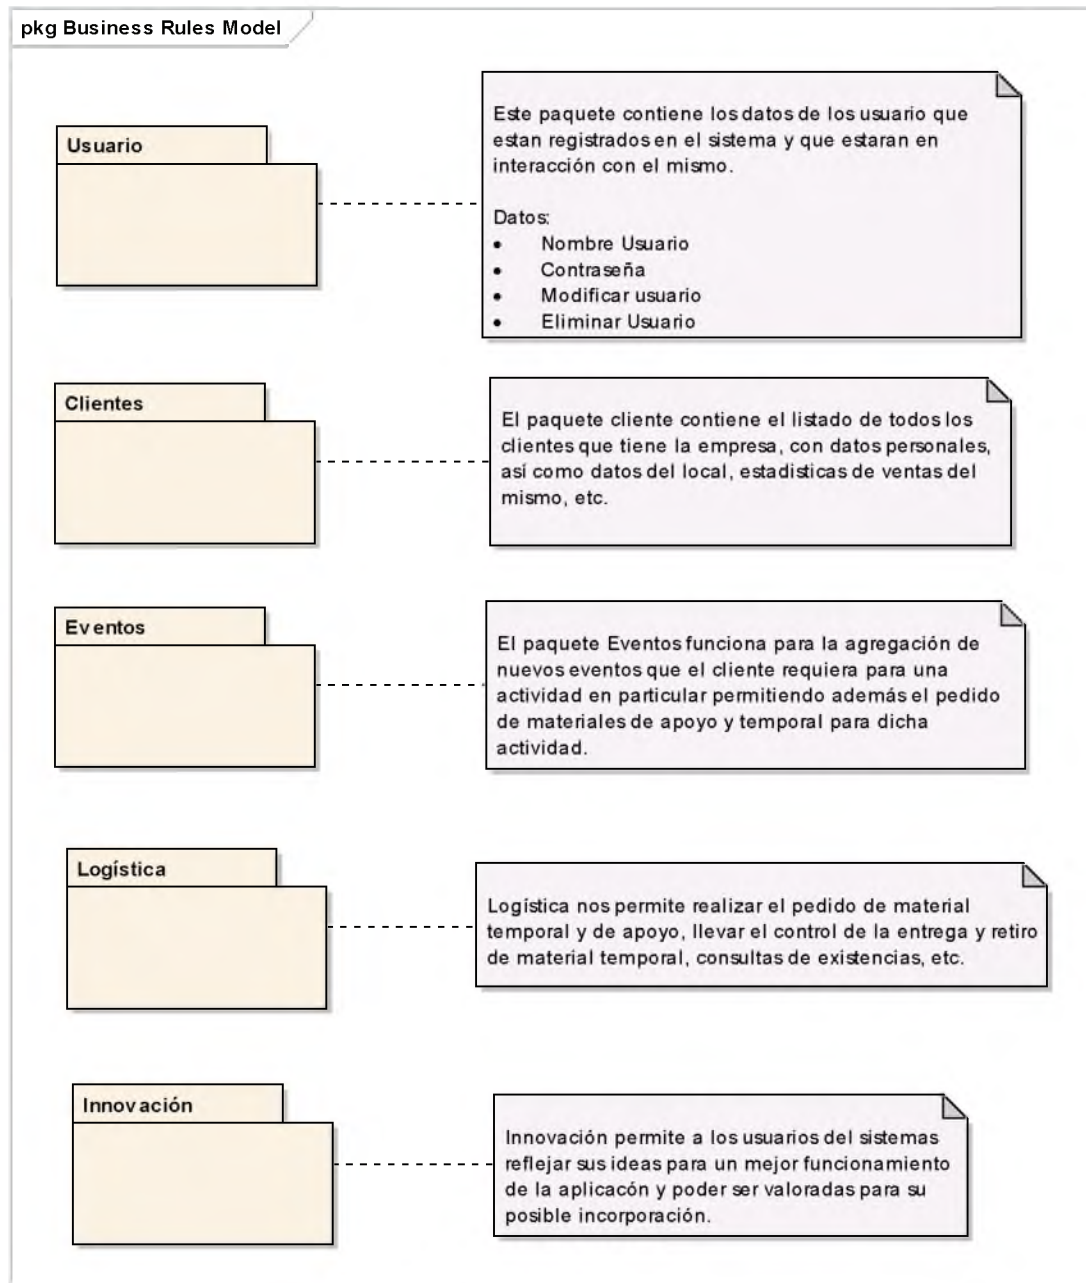 pkg Business Rules Model
Usuario
Este paquete contiene los datos de los usuario que
estan registrados en el sistema y que estaran en
interacción con el mismo.
Datos:
• Nombre Usuario
• Contraseña
• Modificar usuario
• Eliminar Usuario
Clientes
El paquete cliente contiene el listado de todos los
clientes que tiene la empresa, con datos personales,
así como datos del local, estadisticas de ventas del
mismo, etc.
Eventos
El paquete Eventos funciona para la agregación de
nuevos eventos que el cliente requiera para una
actividad en particular permitiendo además el pedido
de materiales de apoyo y temporal para dicha
actividad.
Logística
Logística nos permite realizar el pedido de material
temporal y de apoyo, llevar el control de la entrega y retiro
de material temporal, consultas de existencias, etc.
Innovación
Innovación permite a los usuarios del sistemas
reflejar sus ideas para un mejor funcionamiento
de la aplicacón y poder ser valoradas para su
posible incorporación.